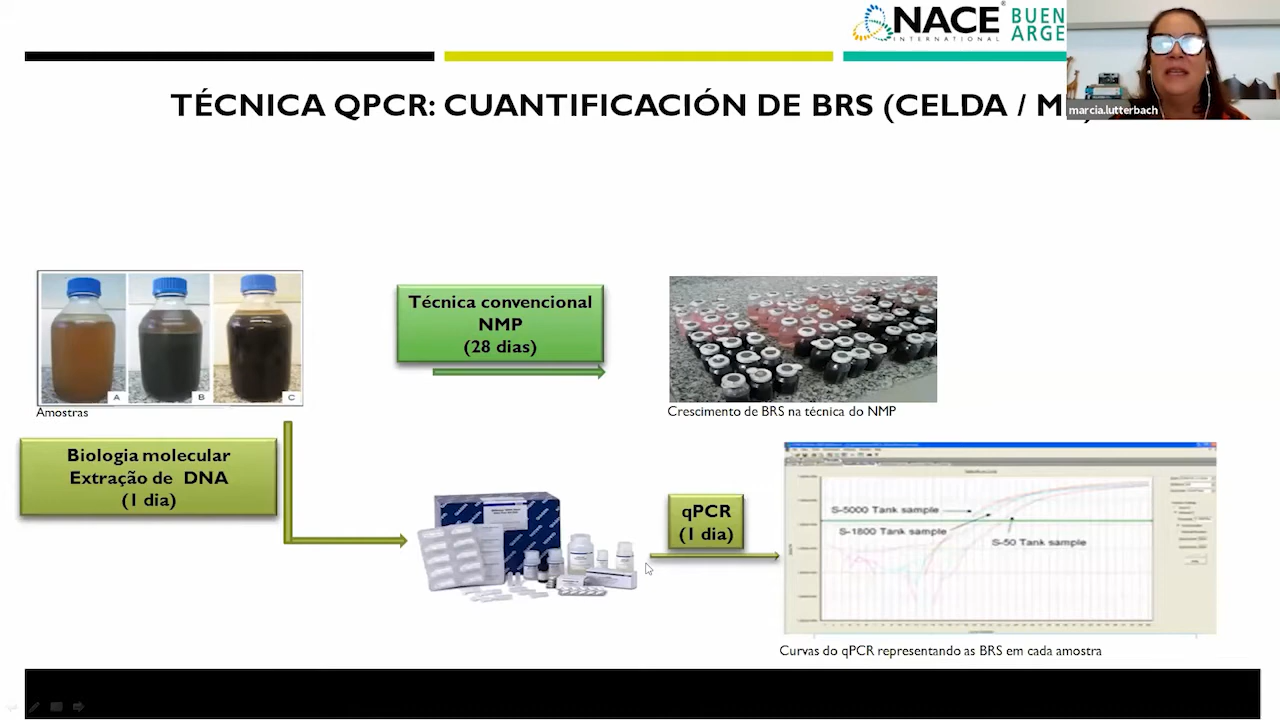 NACE
INTERNATIONAL
BUEN
ARGE
marcia.lutterbach
TÉCNICA QPCR: CUANTIFICACIÓN DE BRS (CELDA / M
A
B
C
Amostras
Técnica convencional
NMP
(28 dias)
Crescimento de BRS na técnica do NMP
Biologia molecular
Extração de DNA
(1 dia)
qPCR
(1 dia)
S-5000 Tank sample
S-1800 Tank sample
S-50 Tank sample
Curvas do qPCR representando as BRS em cada amostra